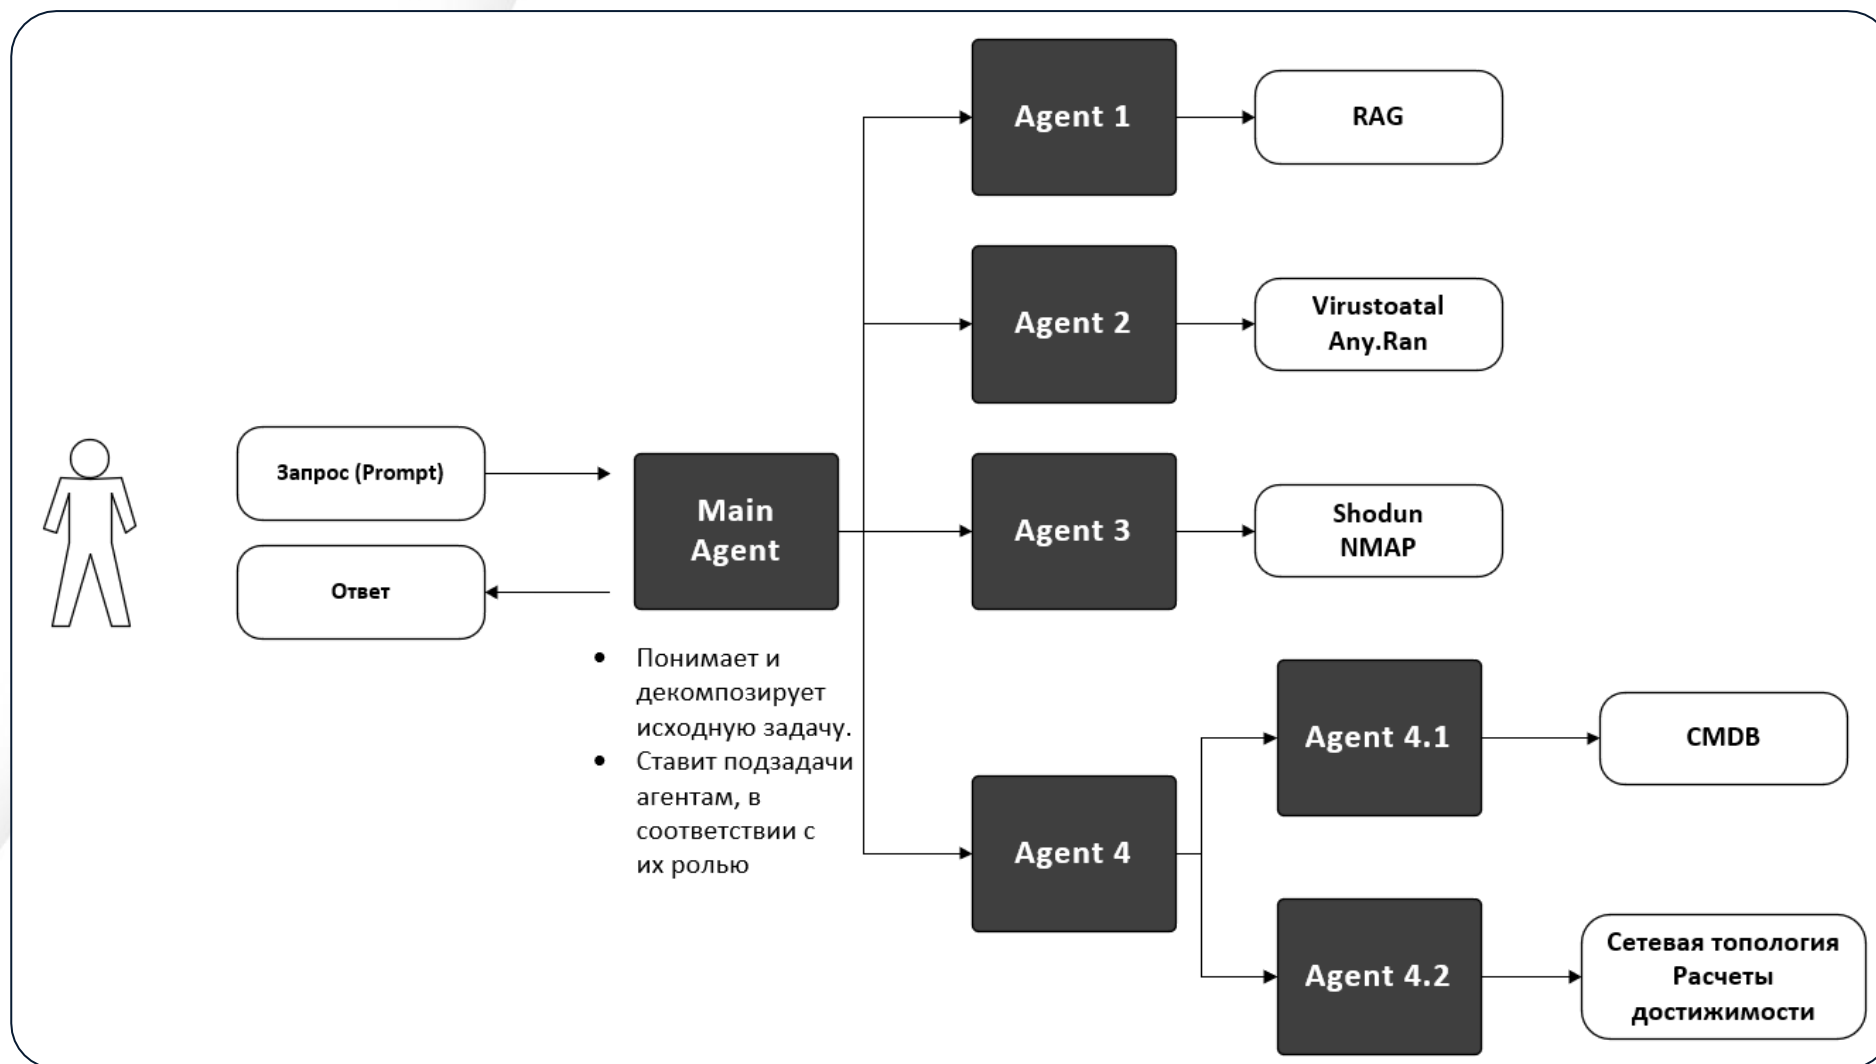 Agent 1
RAG
Agent 2
Virustoatal
Any.Ran
Запрос (Prompt)
Ответ
Main
Agent
Agent 3
Shodun
NMAP
• Понимает и
декомпозирует
исходную задачу.
• Ставит подзадачи
агентам, в
соответствии с
их ролью
Agent 4
Agent 4.1
CMDB
Agent 4.2
Сетевая топология
Расчеты
достижимости